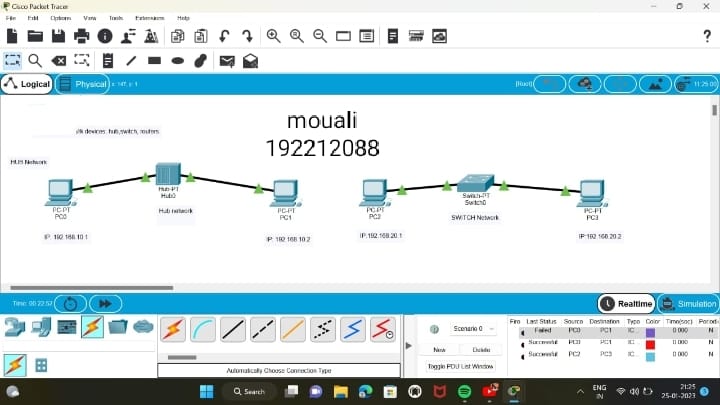 Cisco Packet Tracer
File Edit Options View Tools Extensions Help
?
Logical Physical x: 147, y: 1 [Root] 11:25:00
mouali
192212088
devices: hub,switch, routers
HUB Network
Hub-PT
Hub0
Switch-PT
Switch0
PC-PT
PC0
PC-PT
PC1
PC-PT
PC2
PC-PT
PC3
Hub network
SWITCH Network
IP: 192.168.10.1
IP: 192.168.10.2
IP:192.168.20.1
IP:192.168.20.2
Time: 00:22:57
Realtime Simulation
Scenario 0
New Delete
Toggle PDU List Window
Automatically Choose Connection Type
Fire Last Status Source Destination Type Color Time(sec) Periodi
Failed PC0 PC1 IC... 0.000 N
Successful PC0 PC1 IC... 0.000 N
Successful PC2 PC3 IC... 0.000 N
Search
ENG
IN
21:25
25-01-2023